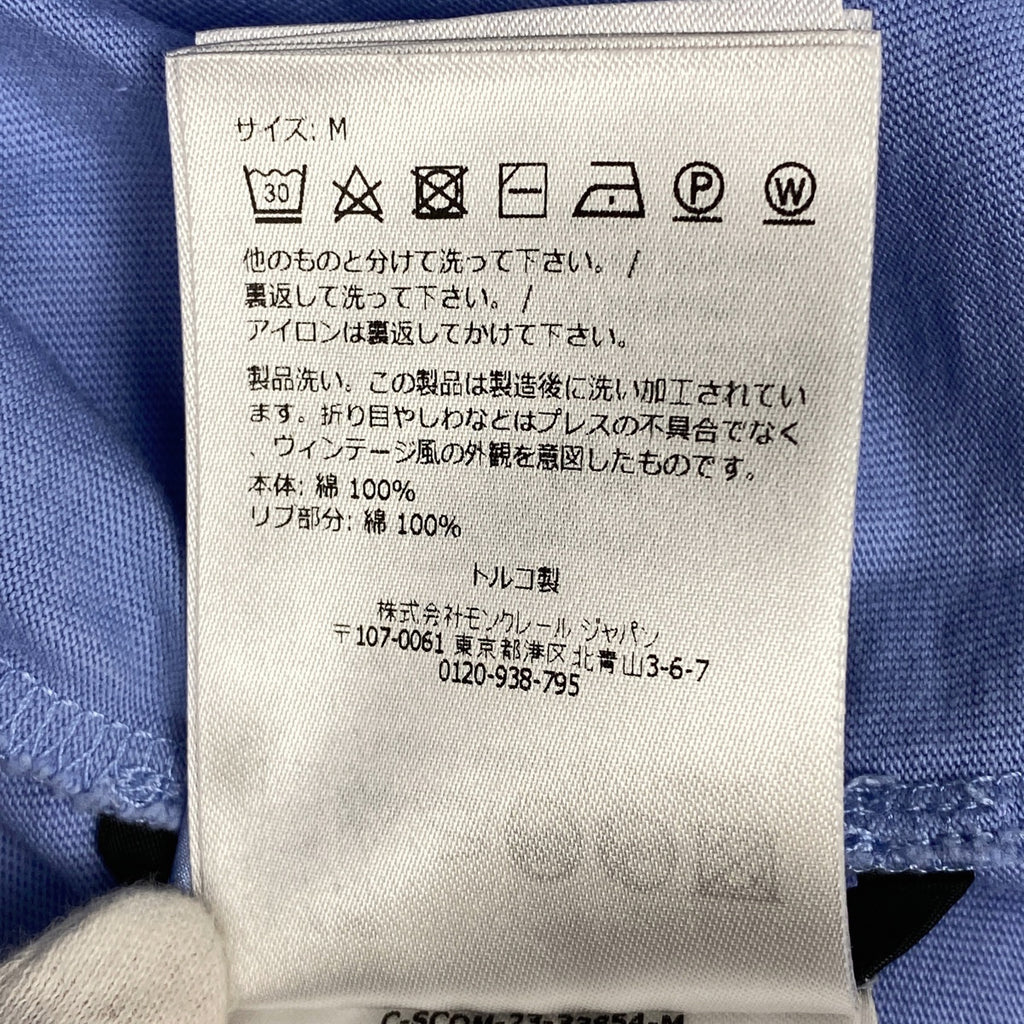 サイズ: M
30 P W
他のものと分けて洗って下さい。 /
裏返して洗って下さい。 /
アイロンは裏返してかけて下さい。
製品洗い。この製品は製造後に洗い加工されてい
ます。折り目やしわなどはプレスの不具合でなく
、ヴィンテージ風の外観を意図したものです。
本体: 綿 100%
リブ部分: 綿 100%
トルコ製
株式会社モンクレール ジャパン
〒107-0061 東京都港区北青山3-6-7
0120-938-795